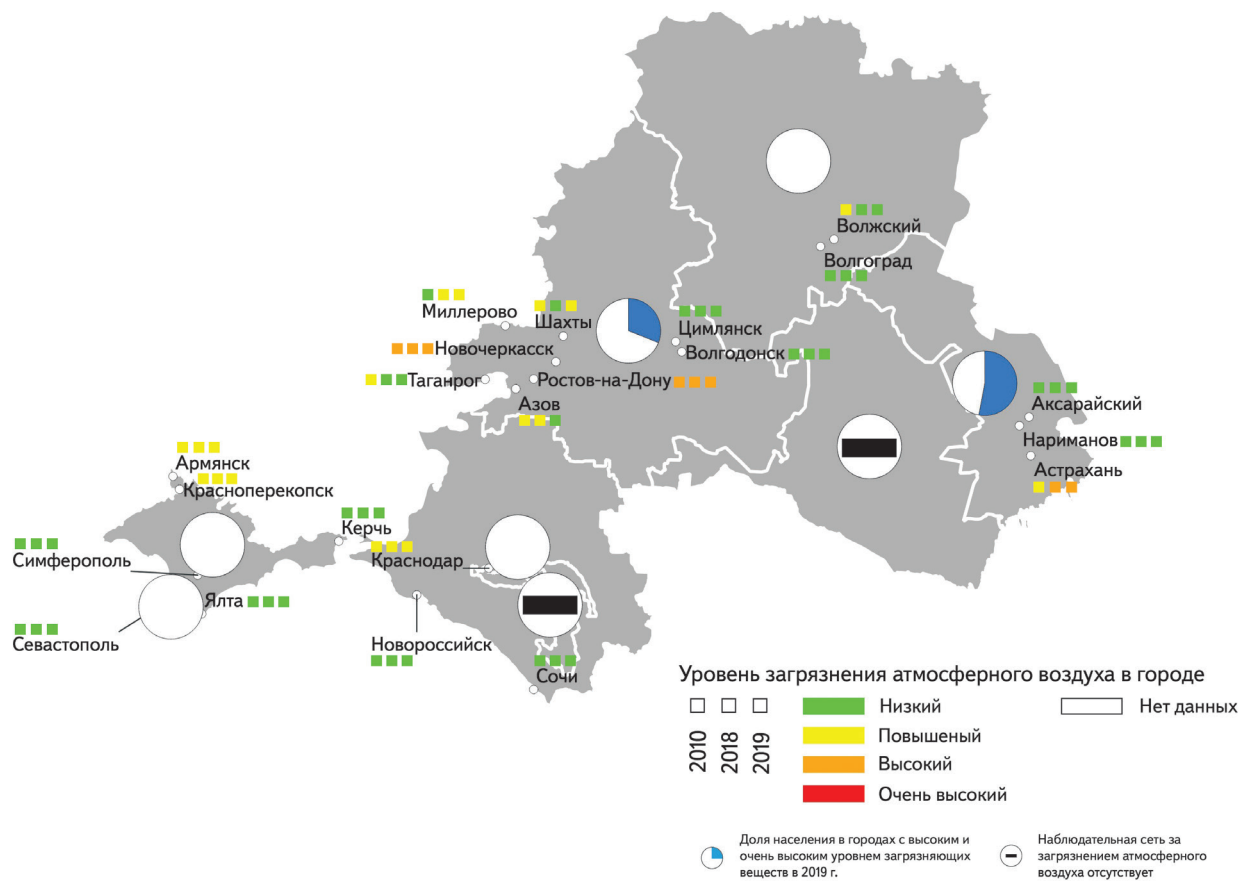 Волжский
Волгоград
Миллерово
Шахты
Цимлянск
Новочеркасск
Волгодонск
Таганрог
Ростов-на-Дону
Азов
Аксарайский
Нариманов
Астрахань
Армянск
Красноперекопск
Керчь
Симферополь
Краснодар
Ялта
Севастополь
Новороссийск
Сочи
Уровень загрязнения атмосферного воздуха в городе
2010
2018
2019
Низкий
Повышеный
Высокий
Очень высокий
Нет данных
Доля населения в городах с высоким и
очень высоким уровнем загрязняющих
веществ в 2019 г.
Наблюдательная сеть за
загрязнением атмосферного
воздуха отсутствует